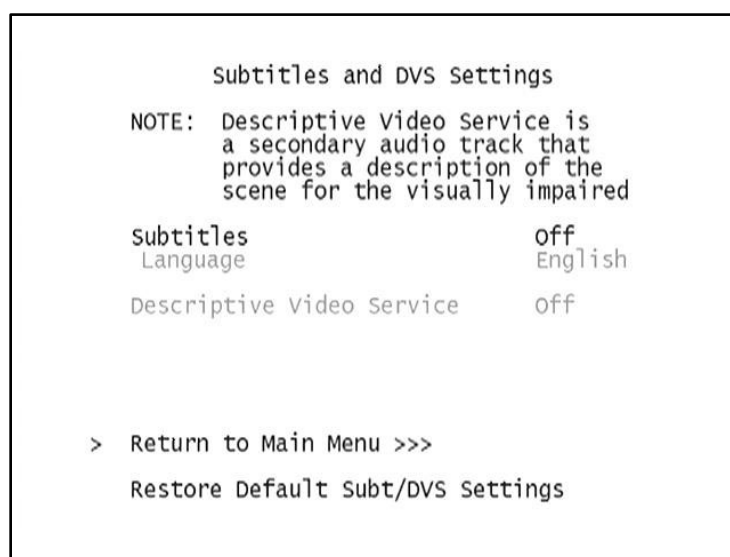 Subtitles and DVS Settings
NOTE: Descriptive Video Service is
a secondary audio track that
provides a description of the
scene for the visually impaired
Subtitles Off
Language English
Descriptive Video Service Off
> Return to Main Menu >>>
Restore Default Subt/DVS Settings